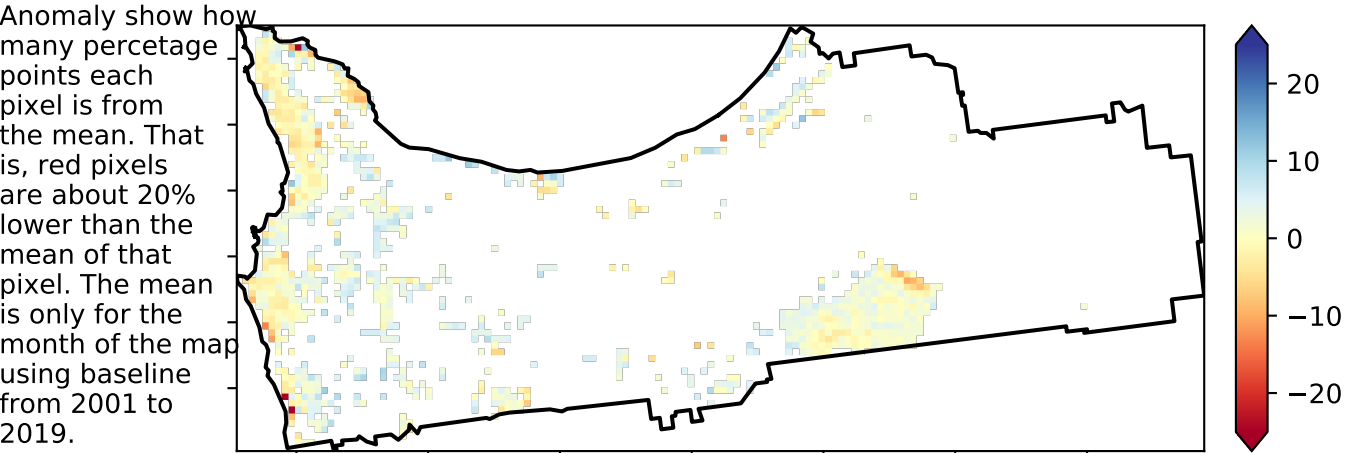 Anomaly show how
many percetage
points each
pixel is from
the mean. That
is, red pixels
are about 20%
lower than the
mean of that
pixel. The mean
is only for the
month of the map
using baseline
from 2001 to
2019.
20
10
0
−10
−20